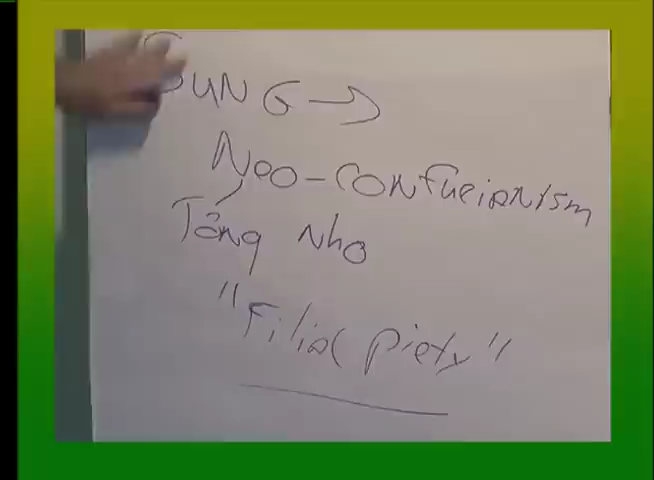 SUNG →
Neo-Confucianism
Tống Nho
"Filial piety"